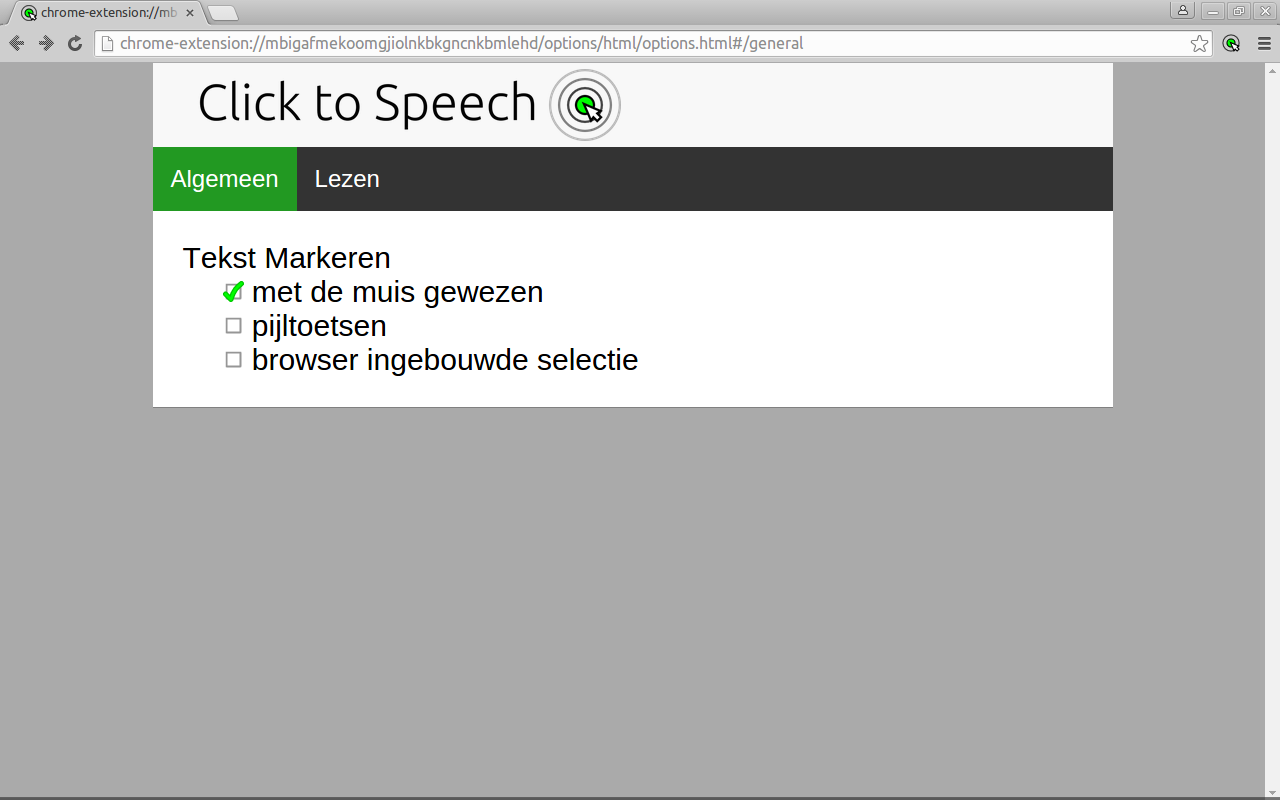 chrome-extension://mb
chrome-extension://mbigafmekoomgjiolnkbkgncnkbmlehd/options/html/options.html#/general
Click to Speech
Algemeen Lezen
Tekst Markeren
met de muis gewezen
pijltoetsen
browser ingebouwde selectie